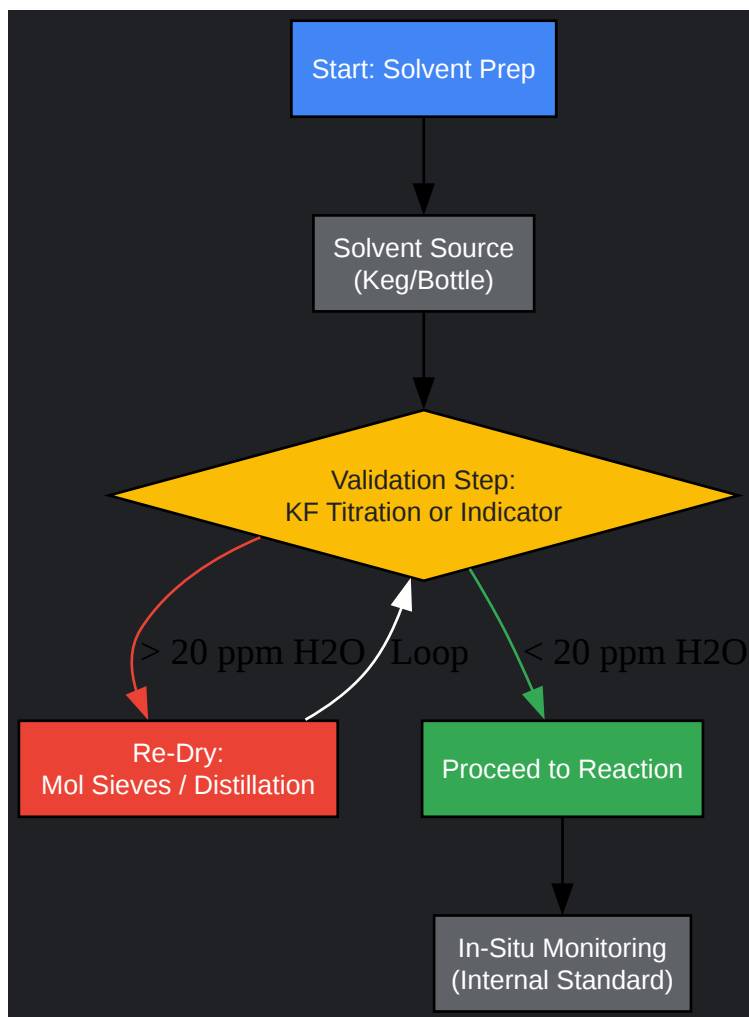 Start: Solvent Prep
Solvent Source
(Keg/Bottle)
Validation Step:
KF Titration or Indicator
> 20 ppm H2O
Loop
< 20 ppm H2O
Re-Dry:
Mol Sieves / Distillation
Proceed to Reaction
In-Situ Monitoring
(Internal Standard)